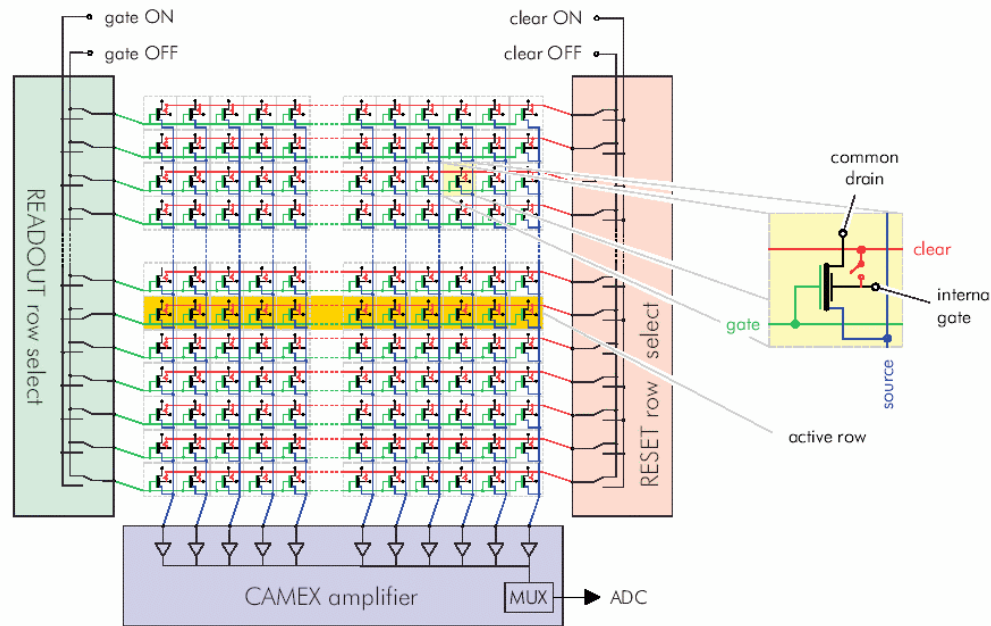 gate ON
gate OFF
clear ON
clear OFF
READOUT row select
RESET row select
common
drain
clear
interna
gate
gate
source
active row
CAMEX amplifier
MUX
ADC